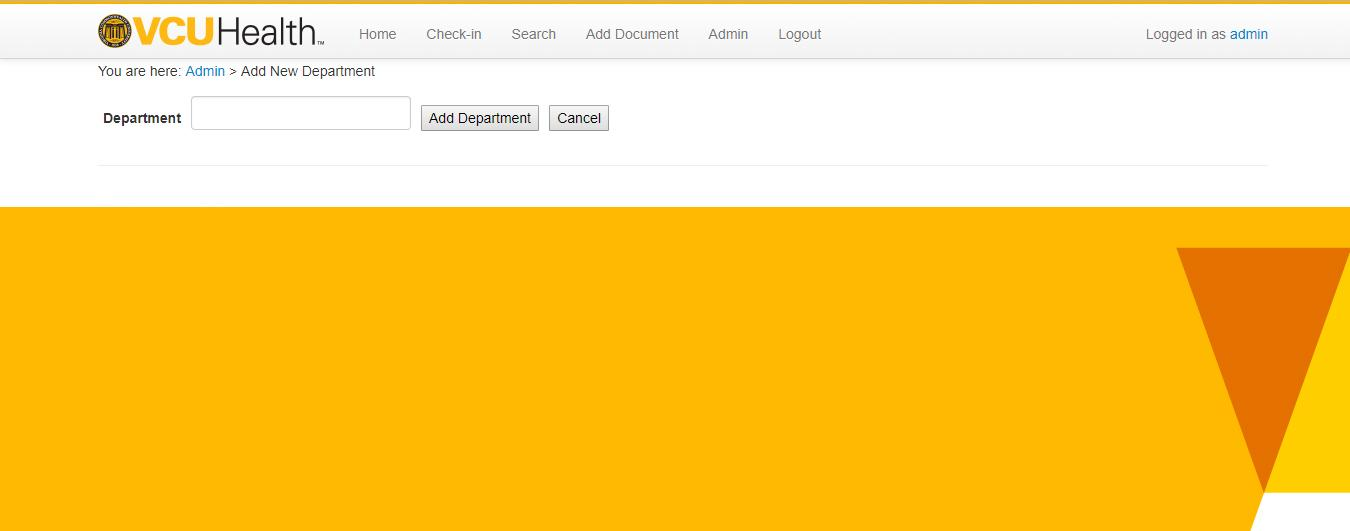 VCUHealth™ Home Check-in Search Add Document Admin Logout Logged in as admin
You are here: Admin > Add New Department
Department Add Department Cancel